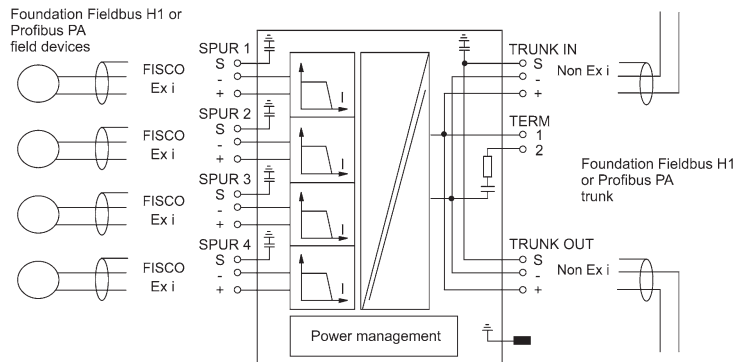 Foundation Fieldbus H1 or
Profibus PA
field devices
SPUR 1
S
-
+
FISCO
Ex i
SPUR 2
S
-
+
FISCO
Ex i
SPUR 3
S
-
+
FISCO
Ex i
SPUR 4
S
-
+
FISCO
Ex i
I
I
I
I
Power management
TRUNK IN
S
-
+
Non Ex i
TERM
1
2
Foundation Fieldbus H1
or Profibus PA
trunk
TRUNK OUT
S
-
+
Non Ex i